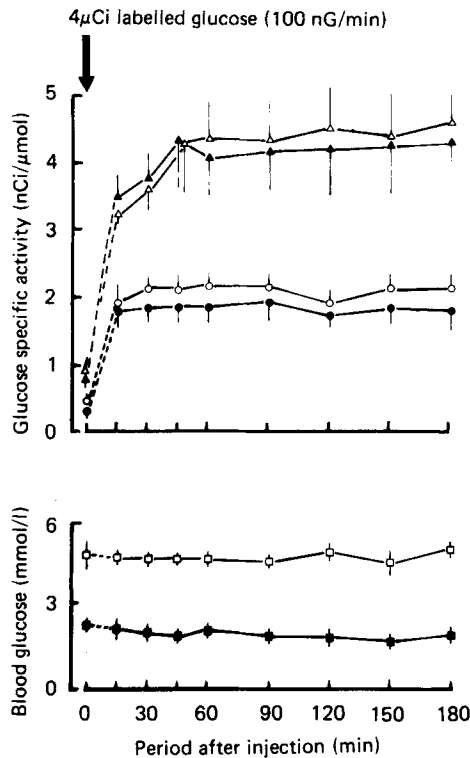 4μCi labelled glucose (100 nG/min)
Glucose specific activity (nCi/μmol)
5
4
3
2
1
0
Blood glucose (mmol/l)
6
3
0
0 30 60 90 120 150 180
Period after injection (min)